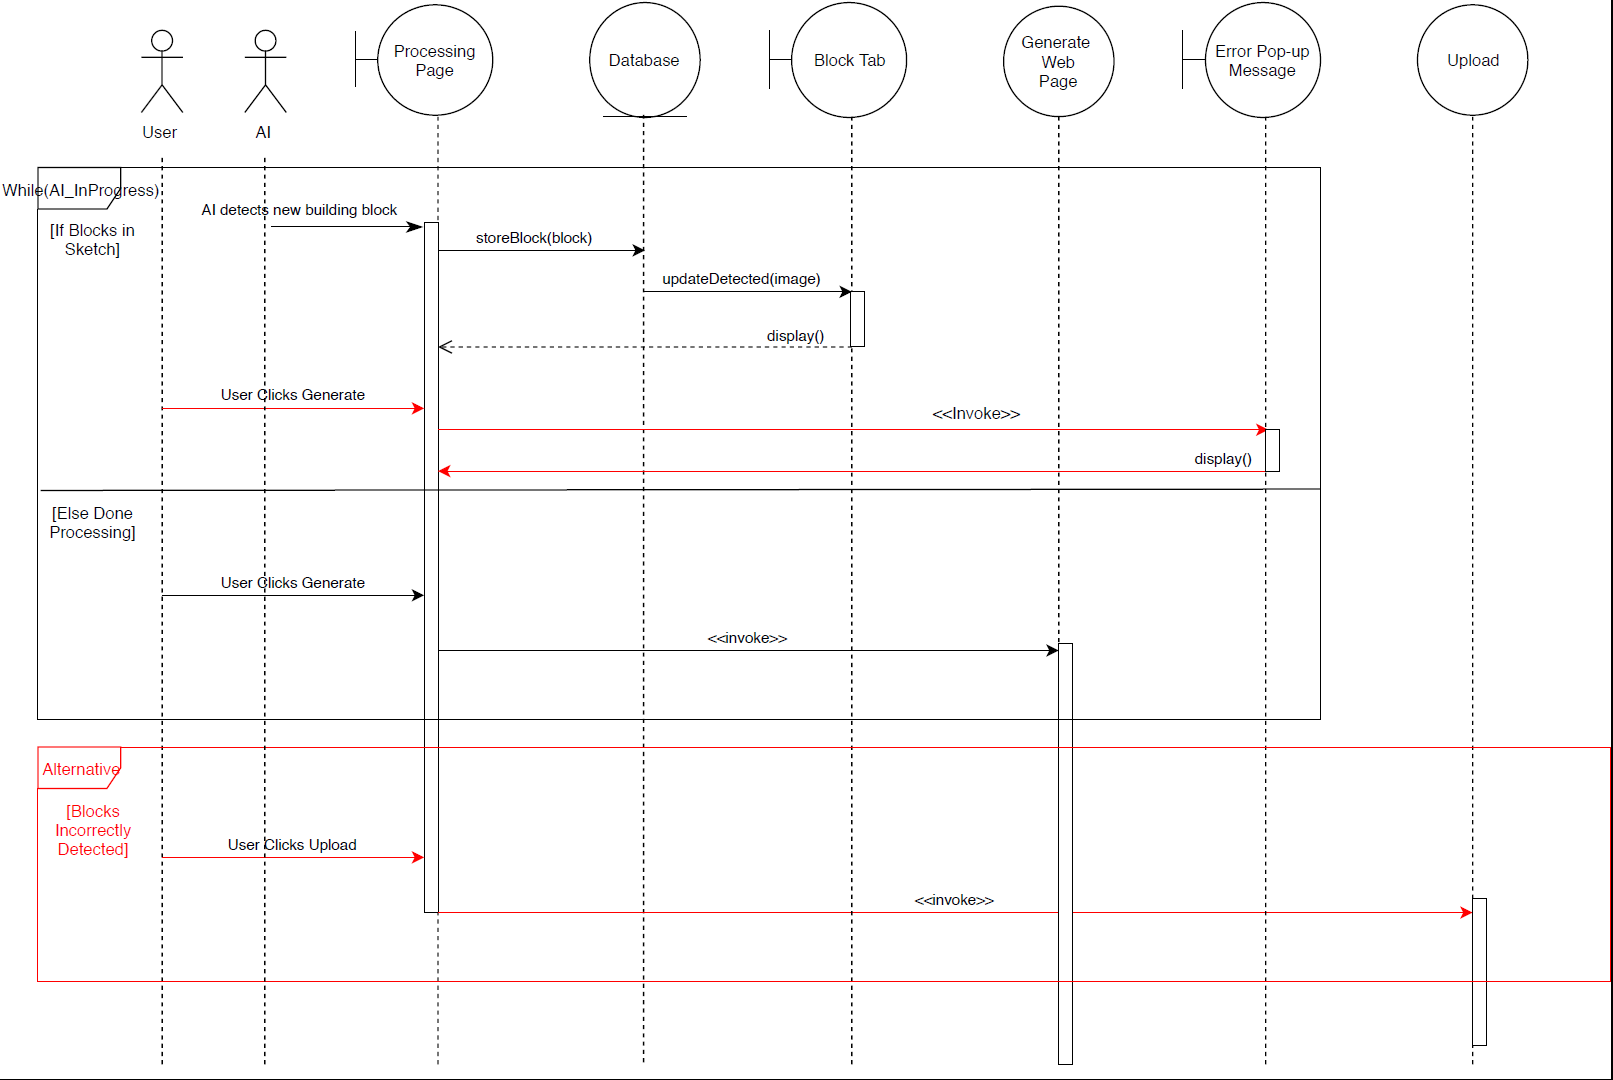 Processing
Page
Database
Block Tab
Generate
Web
Page
Error Pop-up
Message
Upload
User
AI
While(AI_InProgress)
AI detects new building block
[If Blocks in
Sketch]
storeBlock(block)
updateDetected(image)
display()
User Clicks Generate
<<Invoke>>
display()
[Else Done
Processing]
User Clicks Generate
<<invoke>>
Alternative
[Blocks
Incorrectly
Detected]
User Clicks Upload
<<invoke>>